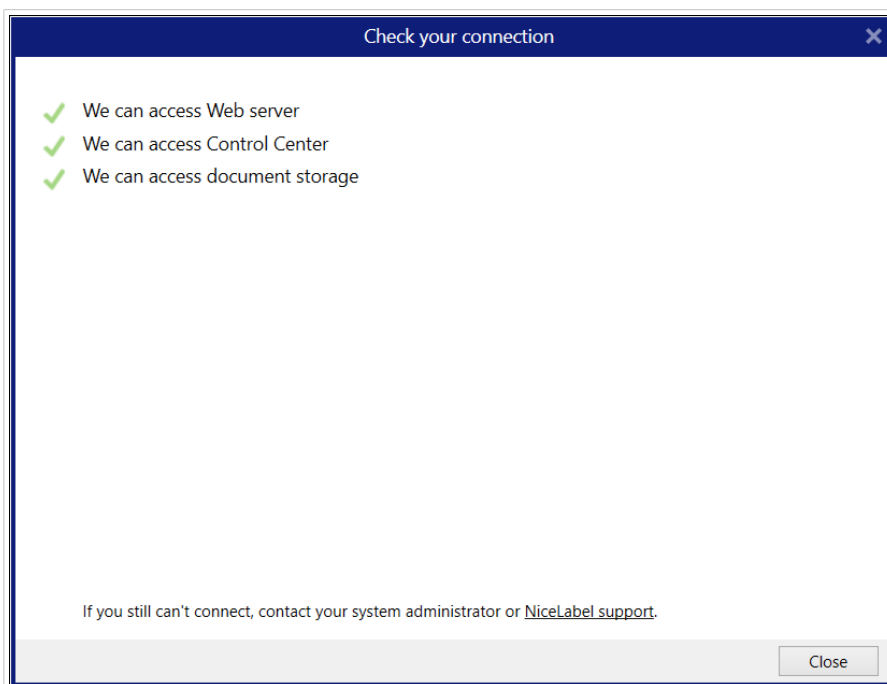 Check your connection
We can access Web server
We can access Control Center
We can access document storage
If you still can't connect, contact your system administrator or NiceLabel support.
Close